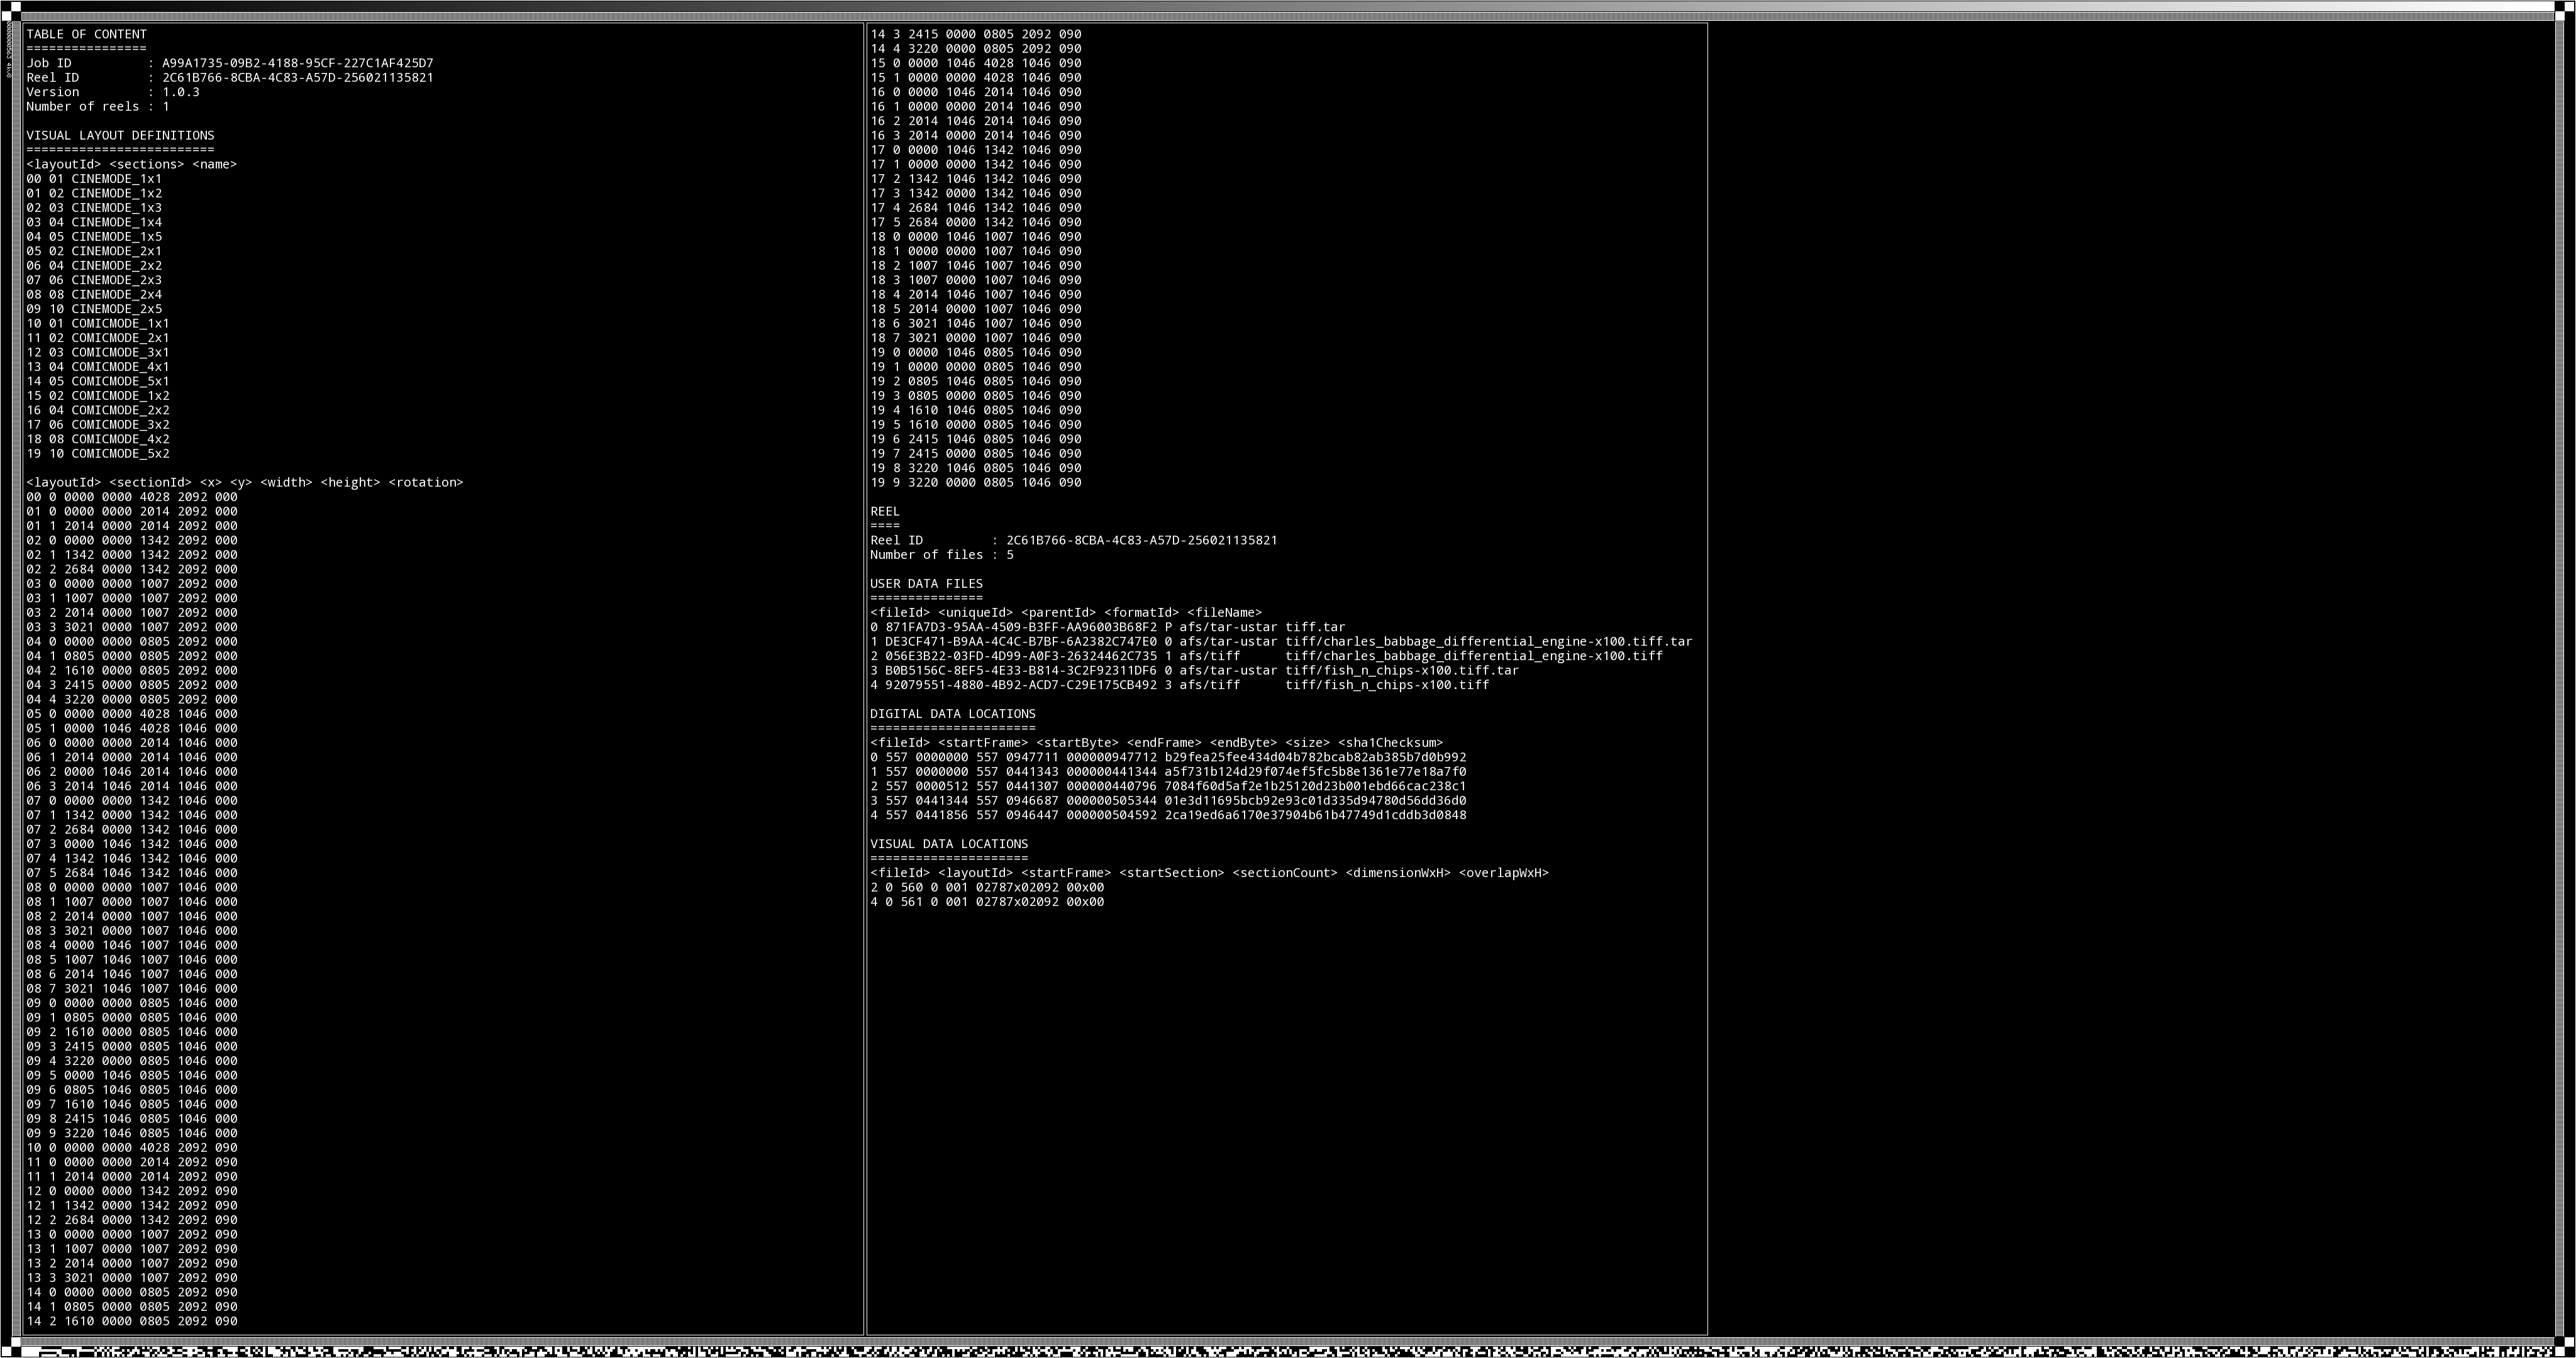 TABLE OF CONTENT
================
Job ID          : A99A1735-09B2-4188-95CF-227C1AF425D7
Reel ID         : 2C61B766-8CBA-4C83-A57D-256021135821
Version         : 1.0.3
Number of reels : 1
VISUAL LAYOUT DEFINITIONS
=========================
<layoutId> <sections> <name>
00 01 CINEMODE_1x1
01 02 CINEMODE_1x2
02 03 CINEMODE_1x3
03 04 CINEMODE_1x4
04 05 CINEMODE_1x5
05 02 CINEMODE_2x1
06 04 CINEMODE_2x2
07 06 CINEMODE_2x3
08 08 CINEMODE_2x4
09 10 CINEMODE_2x5
10 01 COMICMODE_1x1
11 02 COMICMODE_2x1
12 03 COMICMODE_3x1
13 04 COMICMODE_4x1
14 05 COMICMODE_5x1
15 02 COMICMODE_1x2
16 04 COMICMODE_2x2
17 06 COMICMODE_3x2
18 08 COMICMODE_4x2
19 10 COMICMODE_5x2
<layoutId> <sectionId> <x> <y> <width> <height> <rotation>
00 0 0000 0000 4028 2092 000
01 0 0000 0000 2014 2092 000
01 1 2014 0000 2014 2092 000
02 0 0000 0000 1342 2092 000
02 1 1342 0000 1342 2092 000
02 2 2684 0000 1342 2092 000
03 0 0000 0000 1007 2092 000
03 1 1007 0000 1007 2092 000
03 2 2014 0000 1007 2092 000
03 3 3021 0000 1007 2092 000
04 0 0000 0000 0805 2092 000
04 1 0805 0000 0805 2092 000
04 2 1610 0000 0805 2092 000
04 3 2415 0000 0805 2092 000
04 4 3220 0000 0805 2092 000
05 0 0000 0000 4028 1046 000
05 1 0000 1046 4028 1046 000
06 0 0000 0000 2014 1046 000
06 1 2014 0000 2014 1046 000
06 2 0000 1046 2014 1046 000
06 3 2014 1046 2014 1046 000
07 0 0000 0000 1342 1046 000
07 1 1342 0000 1342 1046 000
07 2 2684 0000 1342 1046 000
07 3 0000 1046 1342 1046 000
07 4 1342 1046 1342 1046 000
07 5 2684 1046 1342 1046 000
08 0 0000 0000 1007 1046 000
08 1 1007 0000 1007 1046 000
08 2 2014 0000 1007 1046 000
08 3 3021 0000 1007 1046 000
08 4 0000 1046 1007 1046 000
08 5 1007 1046 1007 1046 000
08 6 2014 1046 1007 1046 000
08 7 3021 1046 1007 1046 000
09 0 0000 0000 0805 1046 000
09 1 0805 0000 0805 1046 000
09 2 1610 0000 0805 1046 000
09 3 2415 0000 0805 1046 000
09 4 3220 0000 0805 1046 000
09 5 0000 1046 0805 1046 000
09 6 0805 1046 0805 1046 000
09 7 1610 1046 0805 1046 000
09 8 2415 1046 0805 1046 000
09 9 3220 1046 0805 1046 000
10 0 0000 0000 4028 2092 090
11 0 0000 0000 2014 2092 090
11 1 2014 0000 2014 2092 090
12 0 0000 0000 1342 2092 090
12 1 1342 0000 1342 2092 090
12 2 2684 0000 1342 2092 090
13 0 0000 0000 1007 2092 090
13 1 1007 0000 1007 2092 090
13 2 2014 0000 1007 2092 090
13 3 3021 0000 1007 2092 090
14 0 0000 0000 0805 2092 090
14 1 0805 0000 0805 2092 090
14 2 1610 0000 0805 2092 090
14 3 2415 0000 0805 2092 090
14 4 3220 0000 0805 2092 090
15 0 0000 1046 4028 1046 090
15 1 0000 0000 4028 1046 090
16 0 0000 1046 2014 1046 090
16 1 0000 0000 2014 1046 090
16 2 2014 1046 2014 1046 090
16 3 2014 0000 2014 1046 090
17 0 0000 1046 1342 1046 090
17 1 0000 0000 1342 1046 090
17 2 1342 1046 1342 1046 090
17 3 1342 0000 1342 1046 090
17 4 2684 1046 1342 1046 090
17 5 2684 0000 1342 1046 090
18 0 0000 1046 1007 1046 090
18 1 0000 0000 1007 1046 090
18 2 1007 1046 1007 1046 090
18 3 1007 0000 1007 1046 090
18 4 2014 1046 1007 1046 090
18 5 2014 0000 1007 1046 090
18 6 3021 1046 1007 1046 090
18 7 3021 0000 1007 1046 090
19 0 0000 1046 0805 1046 090
19 1 0000 0000 0805 1046 090
19 2 0805 1046 0805 1046 090
19 3 0805 0000 0805 1046 090
19 4 1610 1046 0805 1046 090
19 5 1610 0000 0805 1046 090
19 6 2415 1046 0805 1046 090
19 7 2415 0000 0805 1046 090
19 8 3220 1046 0805 1046 090
19 9 3220 0000 0805 1046 090
REEL
====
Reel ID         : 2C61B766-8CBA-4C83-A57D-256021135821
Number of files : 5
USER DATA FILES
===============
<fileId> <uniqueId> <parentId> <formatId> <fileName>
0 871FA7D3-95AA-4509-B3FF-AA96003B68F2 P afs/tar-ustar tiff.tar
1 DE3CF471-B9AA-4C4C-B7BF-6A2382C747E0 0 afs/tar-ustar tiff/charles_babbage_differential_engine-x100.tiff.tar
2 056E3B22-03FD-4D99-A0F3-26324462C735 1 afs/tiff      tiff/charles_babbage_differential_engine-x100.tiff
3 B0B5156C-8EF5-4E33-B814-3C2F92311DF6 0 afs/tar-ustar tiff/fish_n_chips-x100.tiff.tar
4 92079551-4880-4B92-ACD7-C29E175CB492 3 afs/tiff      tiff/fish_n_chips-x100.tiff
DIGITAL DATA LOCATIONS
======================
<fileId> <startFrame> <startByte> <endFrame> <endByte> <size> <sha1Checksum>
0 557 0000000 557 0947711 000000947712 b29fea25fee434d04b782bcab82ab385b7d0b992
1 557 0000000 557 0441343 000000441344 a5f731b124d29f074ef5fc5b8e1361e77e18a7f0
2 557 0000512 557 0441307 000000440796 7084f60d5af2e1b25120d23b001ebd66cac238c1
3 557 0441344 557 0946687 000000505344 01e3d11695bcb92e93c01d335d94780d56dd36d0
4 557 0441856 557 0946447 000000504592 2ca19ed6a6170e37904b61b47749d1cddb3d0848
VISUAL DATA LOCATIONS
=====================
<fileId> <layoutId> <startFrame> <startSection> <sectionCount> <dimensionWxH> <overlapWxH>
2 0 560 0 001 02787x02092 00x00
4 0 561 0 001 02787x02092 00x00